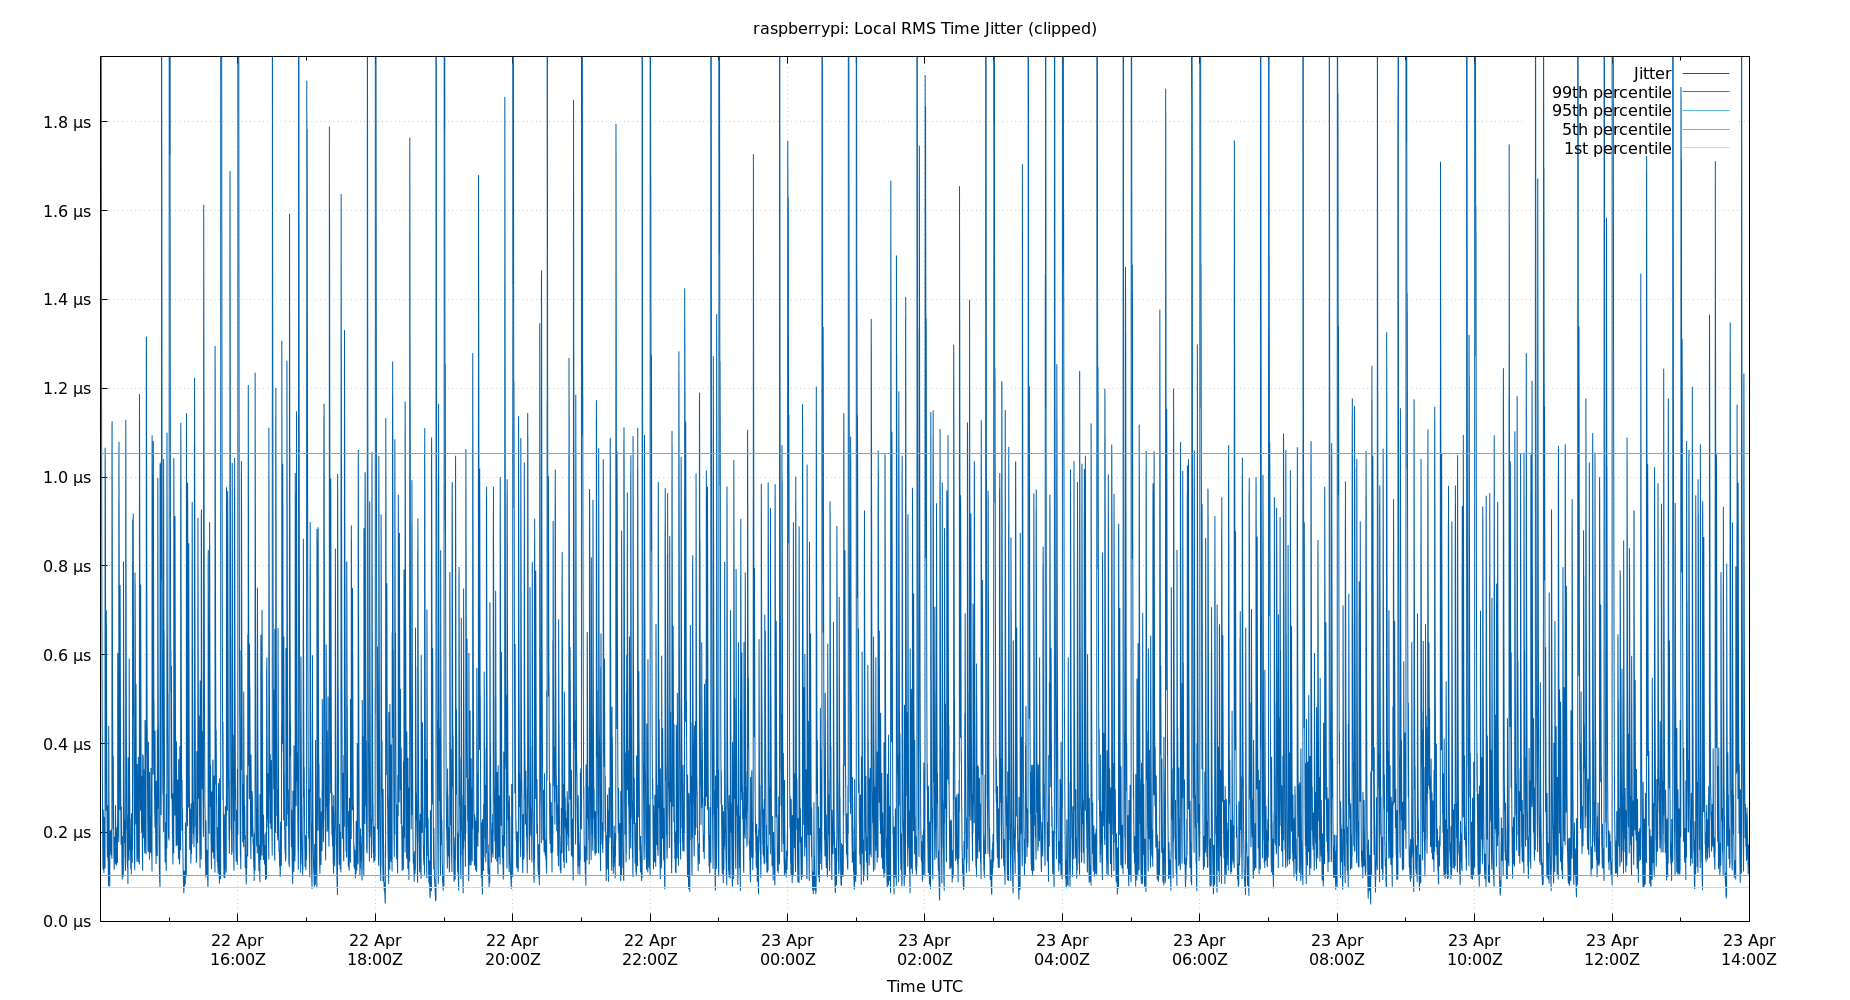 raspberrypi: Local RMS Time Jitter (clipped)
Jitter
99th percentile
95th percentile
5th percentile
1st percentile
1.8 μs
1.6 μs
1.4 μs
1.2 μs
1.0 μs
0.8 μs
0.6 μs
0.4 μs
0.2 μs
0.0 μs
22 Apr 22 Apr 22 Apr 22 Apr 23 Apr 23 Apr 23 Apr 23 Apr 23 Apr 23 Apr 23 Apr 23 Apr
16:00Z 18:00Z 20:00Z 22:00Z 00:00Z 02:00Z 04:00Z 06:00Z 08:00Z 10:00Z 12:00Z 14:00Z
Time UTC